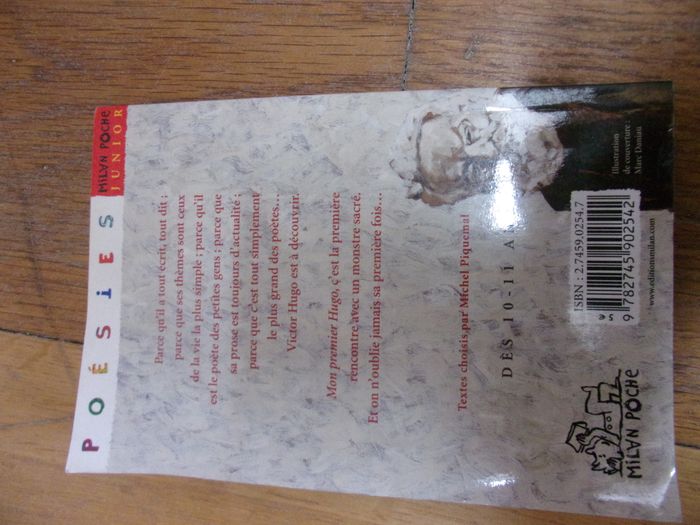 POÉSiES
MILAN POCHE
JUNIOR
Parce qu'il a tout écrit, tout dit ;
parce que ses thèmes sont ceux
de la vie la plus simple ; parce qu'il
est le poète des petites gens ; parce que
sa prose est toujours d'actualité ;
parce que c'est tout simplement
le plus grand des poètes…
Victor Hugo est à découvrir.
Mon premier Hugo, c'est la première
rencontre avec un monstre sacré.
Et on n'oublie jamais sa première fois…
Textes choisis par Michel Piquemal
DÈS 10-11 AN
Illustration
de couverture :
Marc Daniau
MILAN POCHE
ISBN : 2.7459.0254.7
5 €
9 782745 902542
www.editionsmilan.com